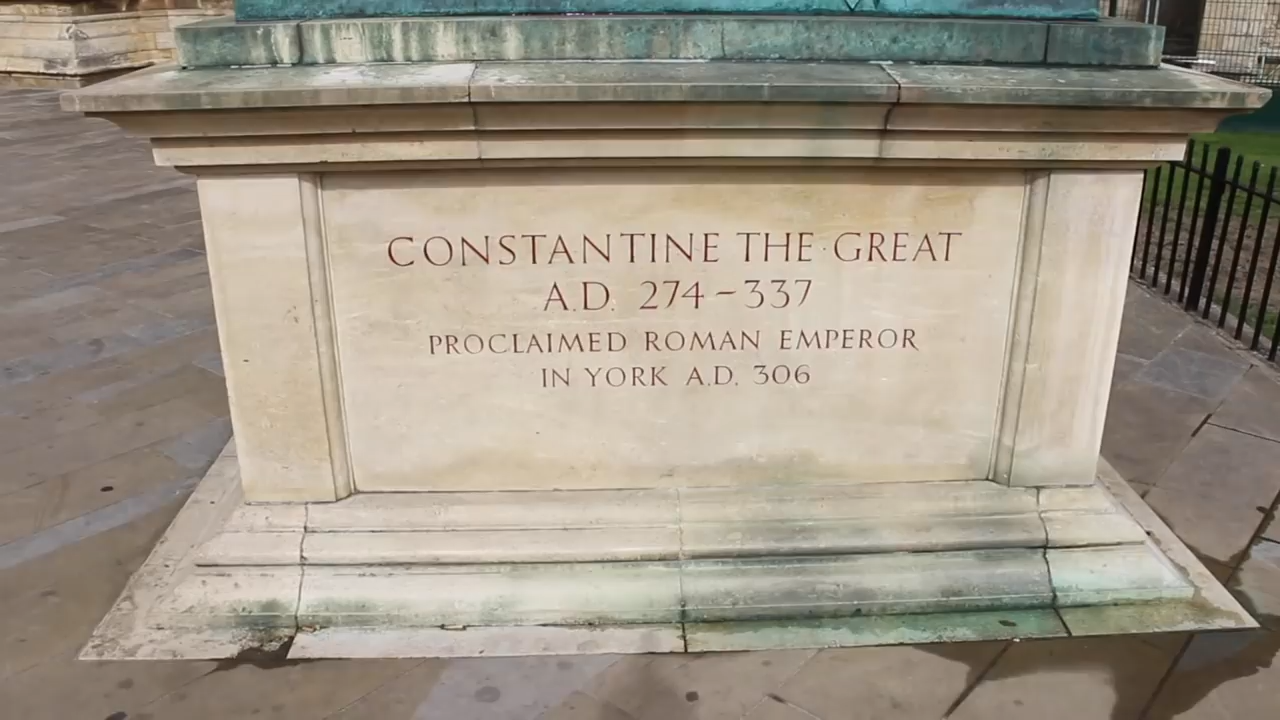 CONSTANTINE THE GREAT
A.D. 274-337
PROCLAIMED ROMAN EMPEROR
IN YORK A.D. 306